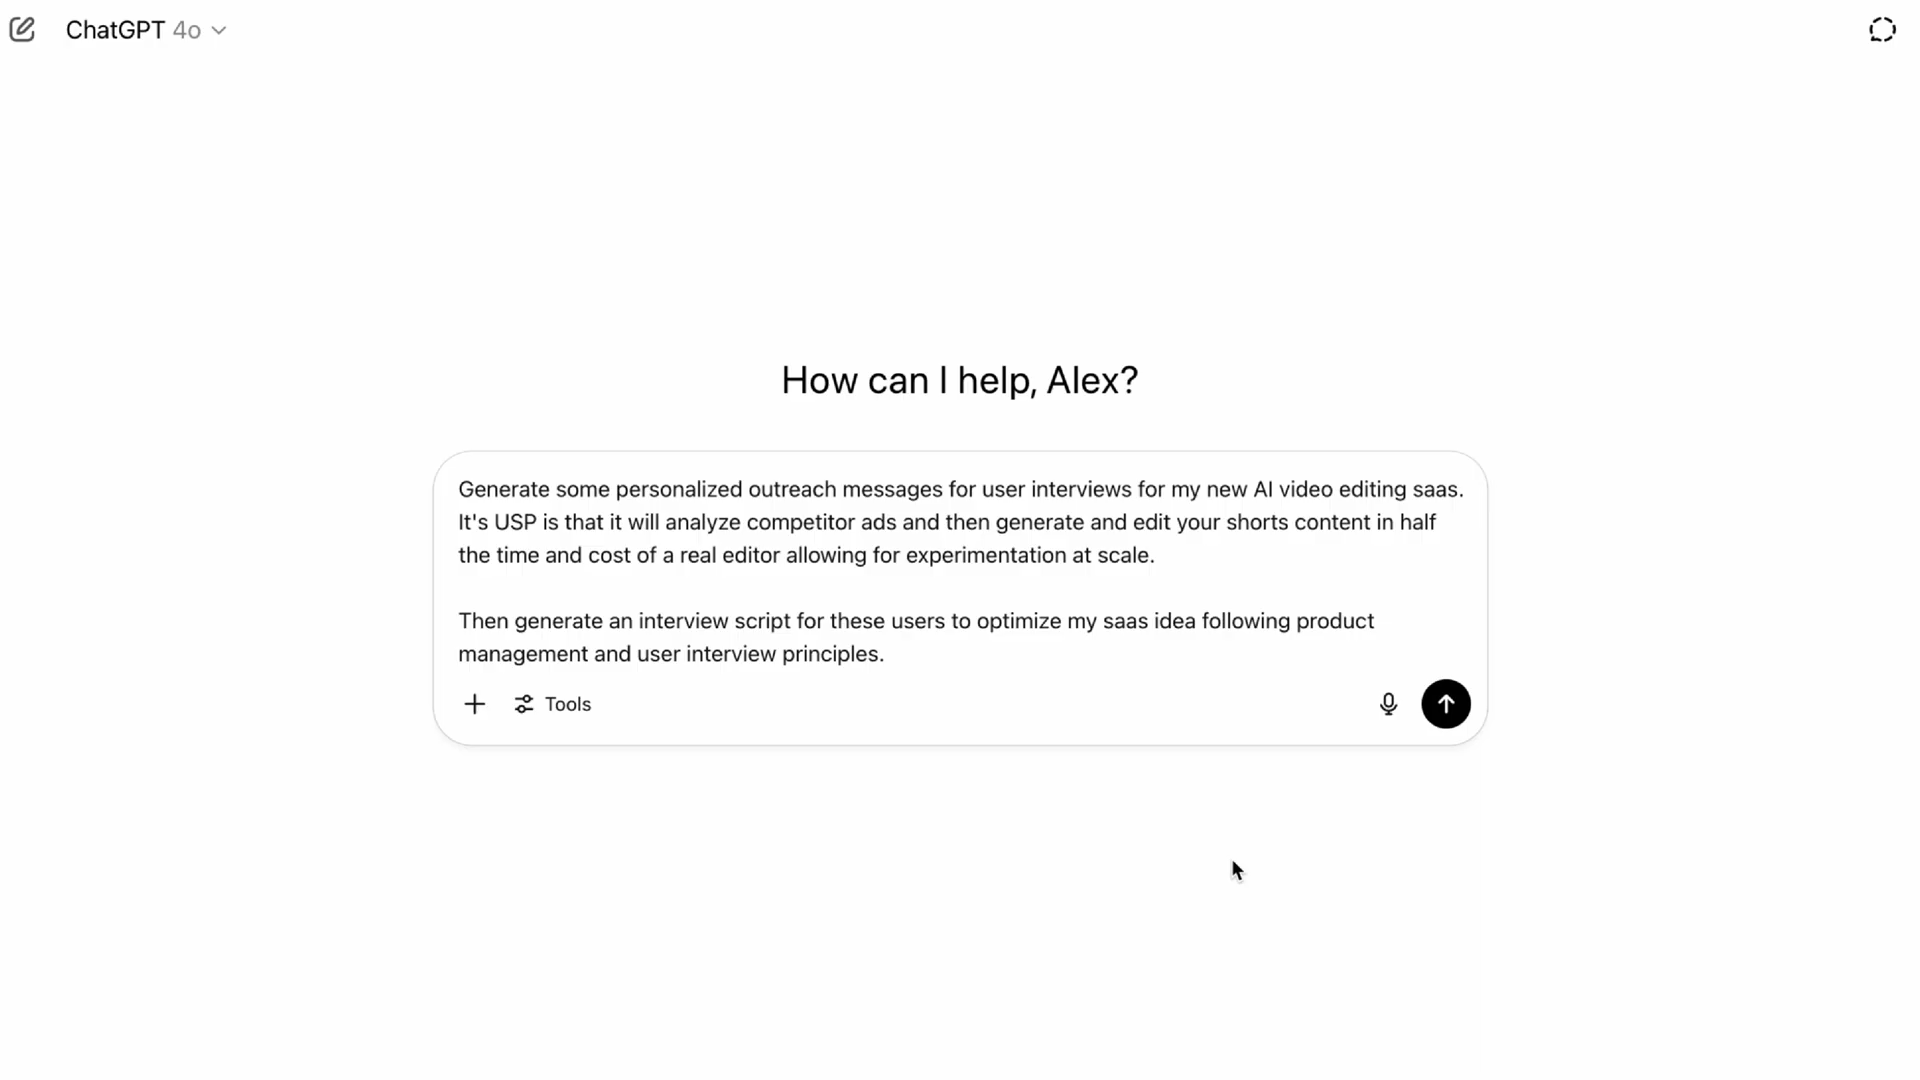 ChatGPT 4o
How can I help, Alex?
Generate some personalized outreach messages for user interviews for my new AI video editing saas.
It's USP is that it will analyze competitor ads and then generate and edit your shorts content in half
the time and cost of a real editor allowing for experimentation at scale.
Then generate an interview script for these users to optimize my saas idea following product
management and user interview principles.
Tools